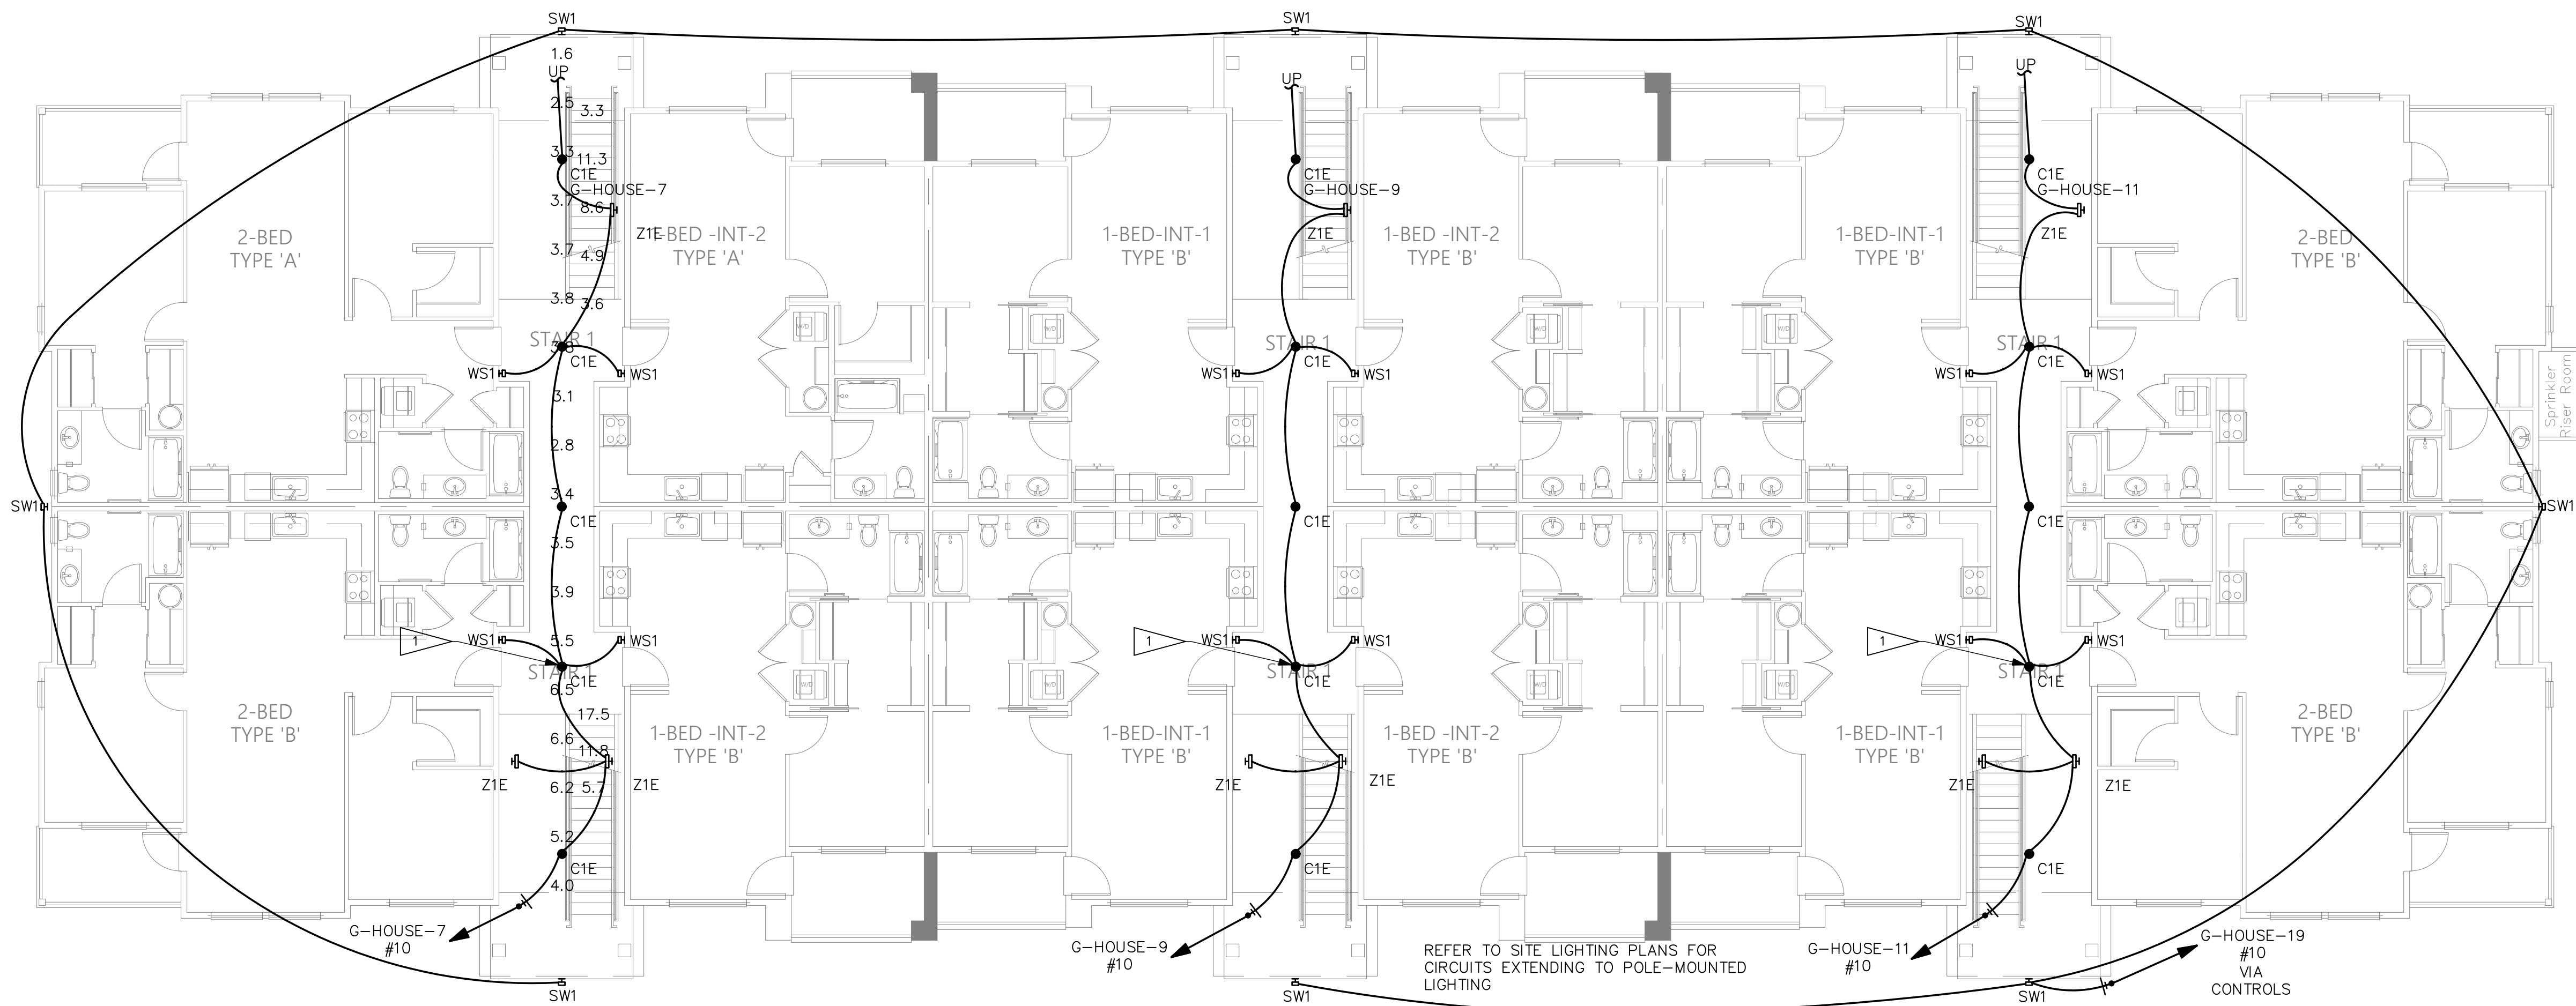 SW1
SW1
SW1
1.6
UP
UP
UP
2.5
3.3
3.3
11.3
C1E
C1E
C1E
G-HOUSE-7
G-HOUSE-9
G-HOUSE-11
3.7
8.6
Z1E
Z1E
Z1E
2-BED
TYPE 'A'
1-BED -INT-2
TYPE 'A'
1-BED-INT-1
TYPE 'B'
1-BED -INT-2
TYPE 'B'
1-BED-INT-1
TYPE 'B'
2-BED
TYPE 'B'
3.7
4.9
3.8
3.6
W/D
W/D
W/D
W/D
STAIR 1
STAIR 1
STAIR 1
C1E
C1E
C1E
WS1
WS1
WS1
WS1
WS1
WS1
Sprinkler
Riser Room
3.1
2.8
3.4
SW1
SW1
C1E
C1E
C1E
3.5
3.9
5.5
1
WS1
WS1
1
WS1
WS1
1
WS1
WS1
STAIR 1
STAIR 1
STAIR 1
C1E
C1E
C1E
W/D
W/D
W/D
W/D
6.5
17.5
2-BED
TYPE 'B'
1-BED -INT-2
TYPE 'B'
1-BED-INT-1
TYPE 'B'
1-BED -INT-2
TYPE 'B'
1-BED-INT-1
TYPE 'B'
2-BED
TYPE 'B'
6.6
11.8
Z1E
Z1E
Z1E
Z1E
Z1E
Z1E
6.2
5.7
5.2
C1E
C1E
C1E
4.0
G-HOUSE-7
#10
G-HOUSE-9
#10
REFER TO SITE LIGHTING PLANS FOR
CIRCUITS EXTENDING TO POLE-MOUNTED
LIGHTING
G-HOUSE-11
#10
G-HOUSE-19
#10
VIA
CONTROLS
SW1
SW1
SW1